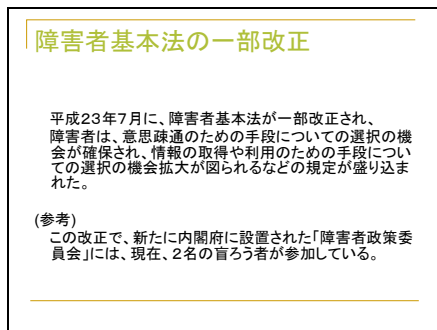 障害者基本法の一部改正
平成23年7月に、障害者基本法が一部改正され、
障害者は、意思疎通のための手段についての選択の機
会が確保され、情報の取得や利用のための手段につい
ての選択の機会拡大が図られるなどの規定が盛り込ま
れた。
(参考)
この改正で、新たに内閣府に設置された「障害者政策委
員会」には、現在、2名の盲ろう者が参加している。